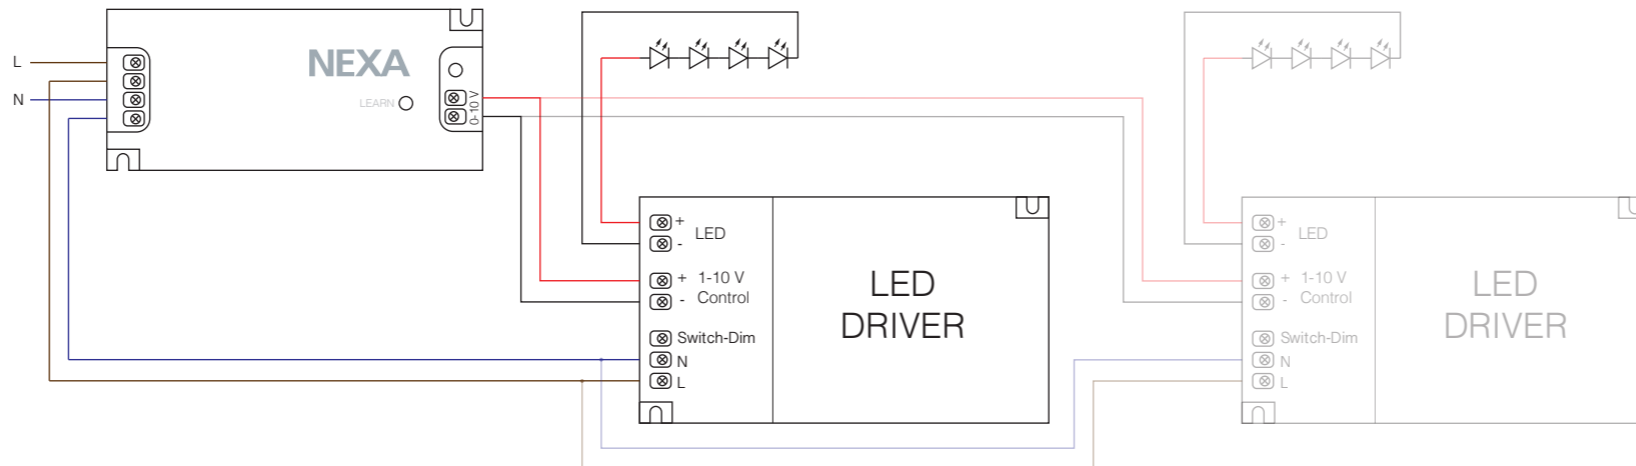 L
N
NEXA
LEARN
0-10 V
+
-
LED
+ 1-10 V
- Control
Switch-Dim
N
L
LED
DRIVER
+
-
LED
+ 1-10 V
- Control
Switch-Dim
N
L
LED
DRIVER